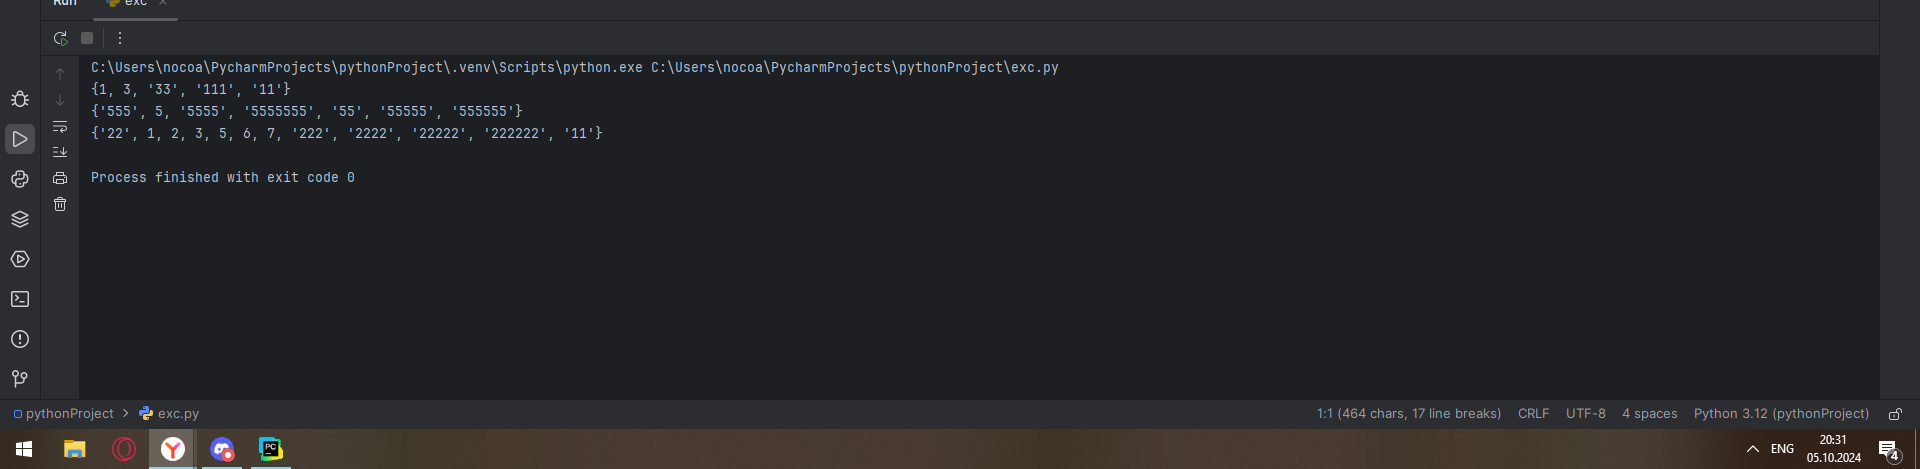 Run exc
C:\Users\nocoa\PycharmProjects\pythonProject\.venv\Scripts\python.exe C:\Users\nocoa\PycharmProjects\pythonProject\exc.py
{1, 3, '33', '111', '11'}
{'555', 5, '5555', '5555555', '55', '55555', '555555'}
{'22', 1, 2, 3, 5, 6, 7, '222', '2222', '22222', '222222', '11'}
Process finished with exit code 0
pythonProject > exc.py 1:1 (464 chars, 17 line breaks) CRLF UTF-8 4 spaces Python 3.12 (pythonProject)
PC ENG 20:31
05.10.2024 4